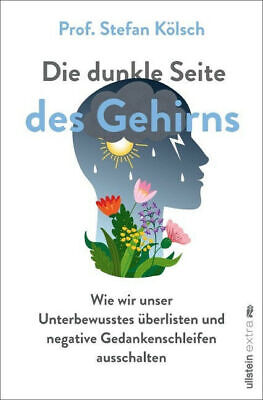 Prof. Stefan Kölsch
Die dunkle Seite
des Gehirns
Wie wir unser
Unterbewusstes überlisten und
negative Gedankenschleifen
ausschalten
ullstein extra